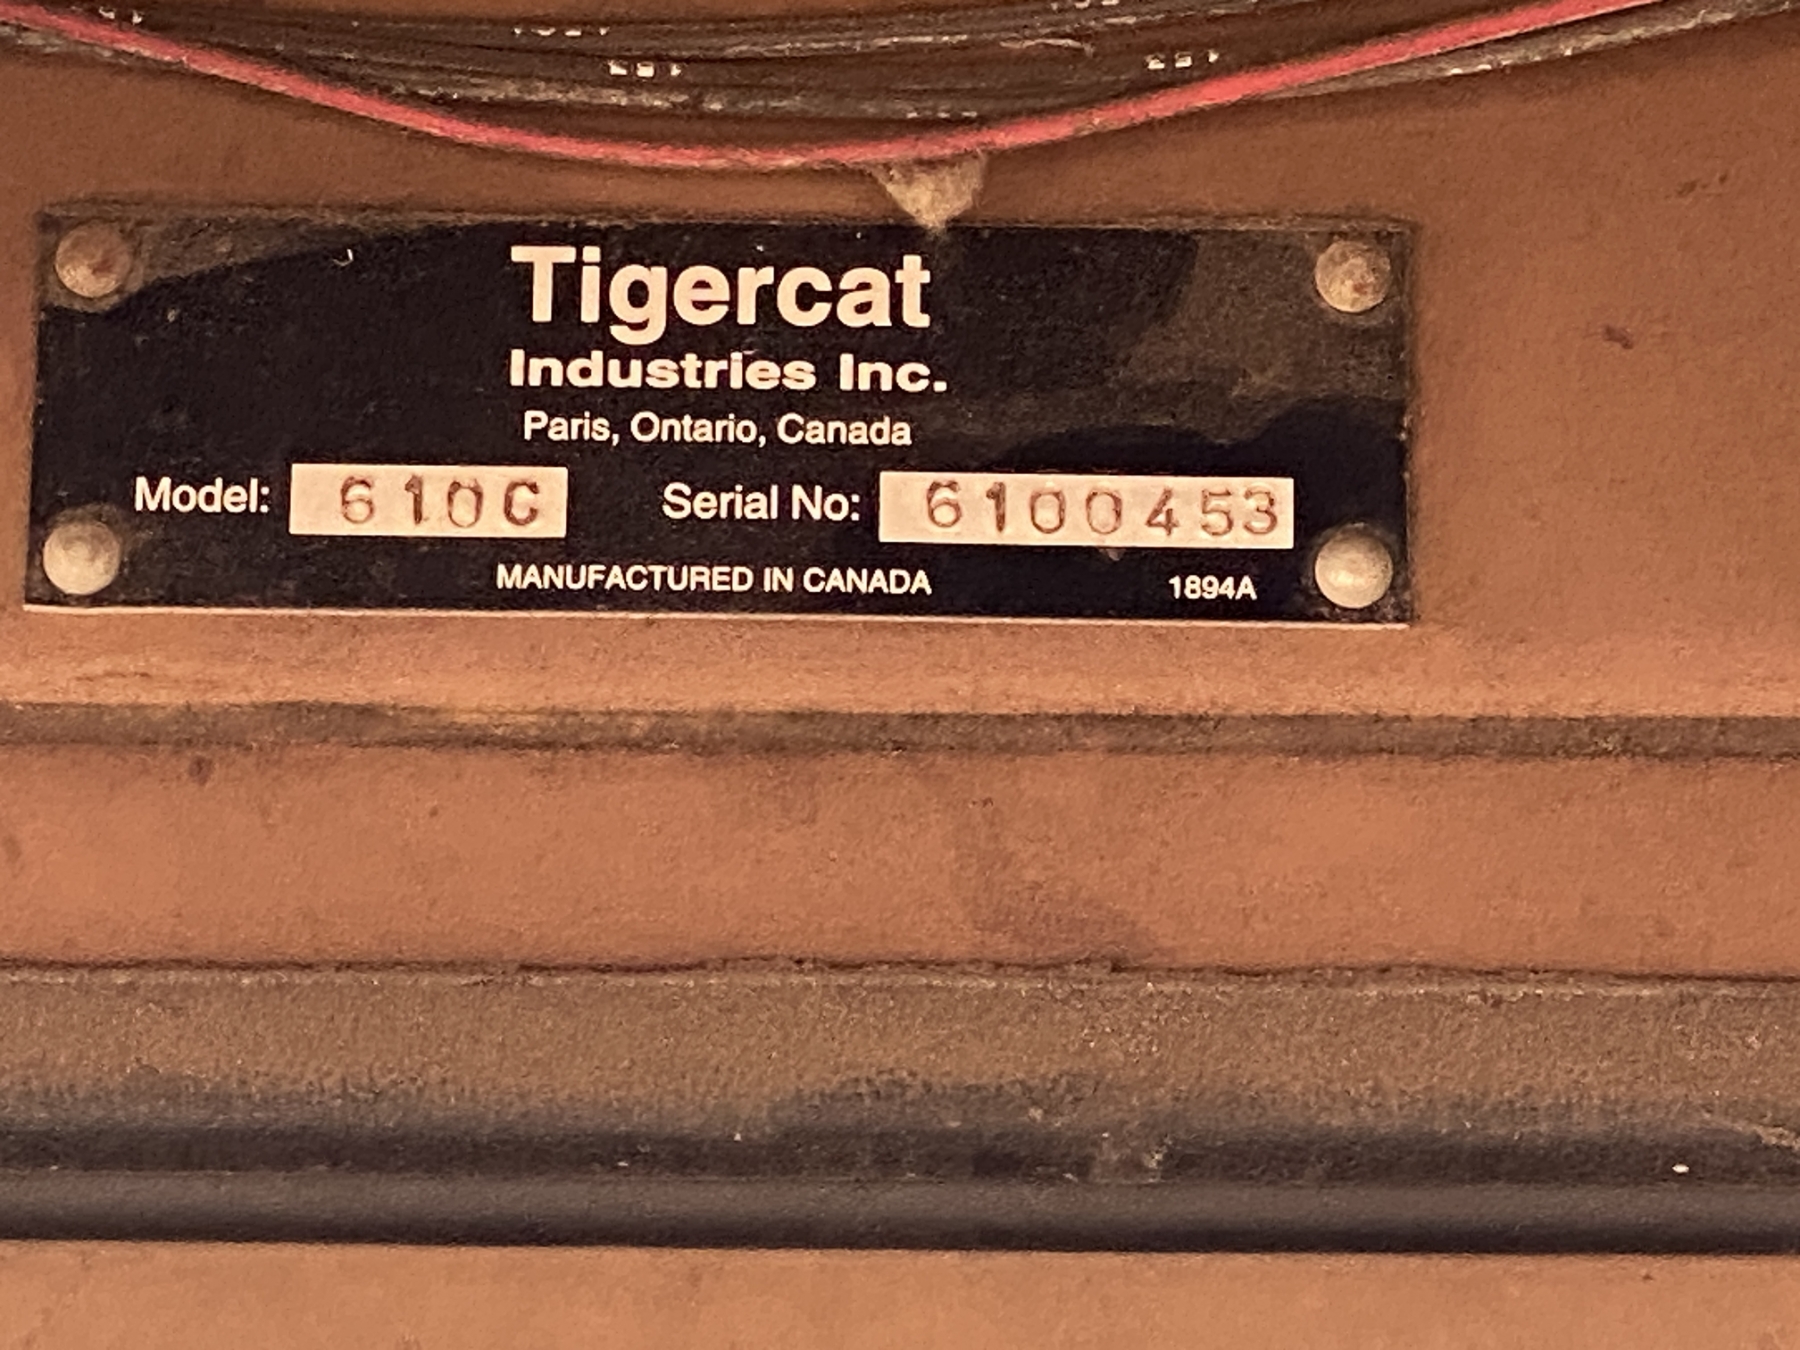 Tigercat
Industries Inc.
Paris, Ontario, Canada
Model: 610C Serial No: 6100453
MANUFACTURED IN CANADA 1894A